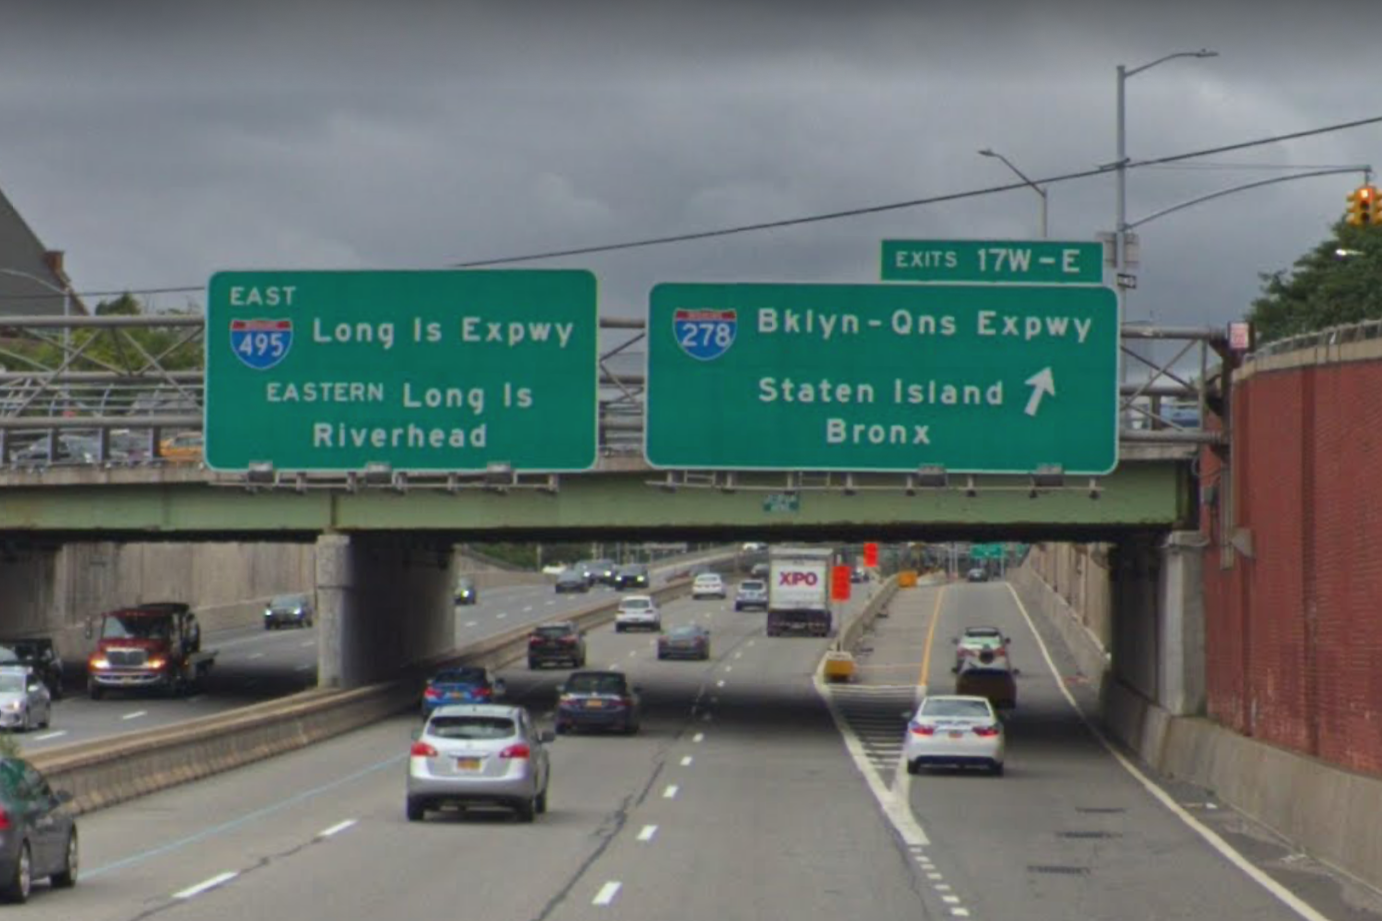 EAST
495
Long Is Expwy
EASTERN Long Is
Riverhead
EXITS 17W-E
278
Bklyn-Qns Expwy
Staten Island
Bronx
XPO